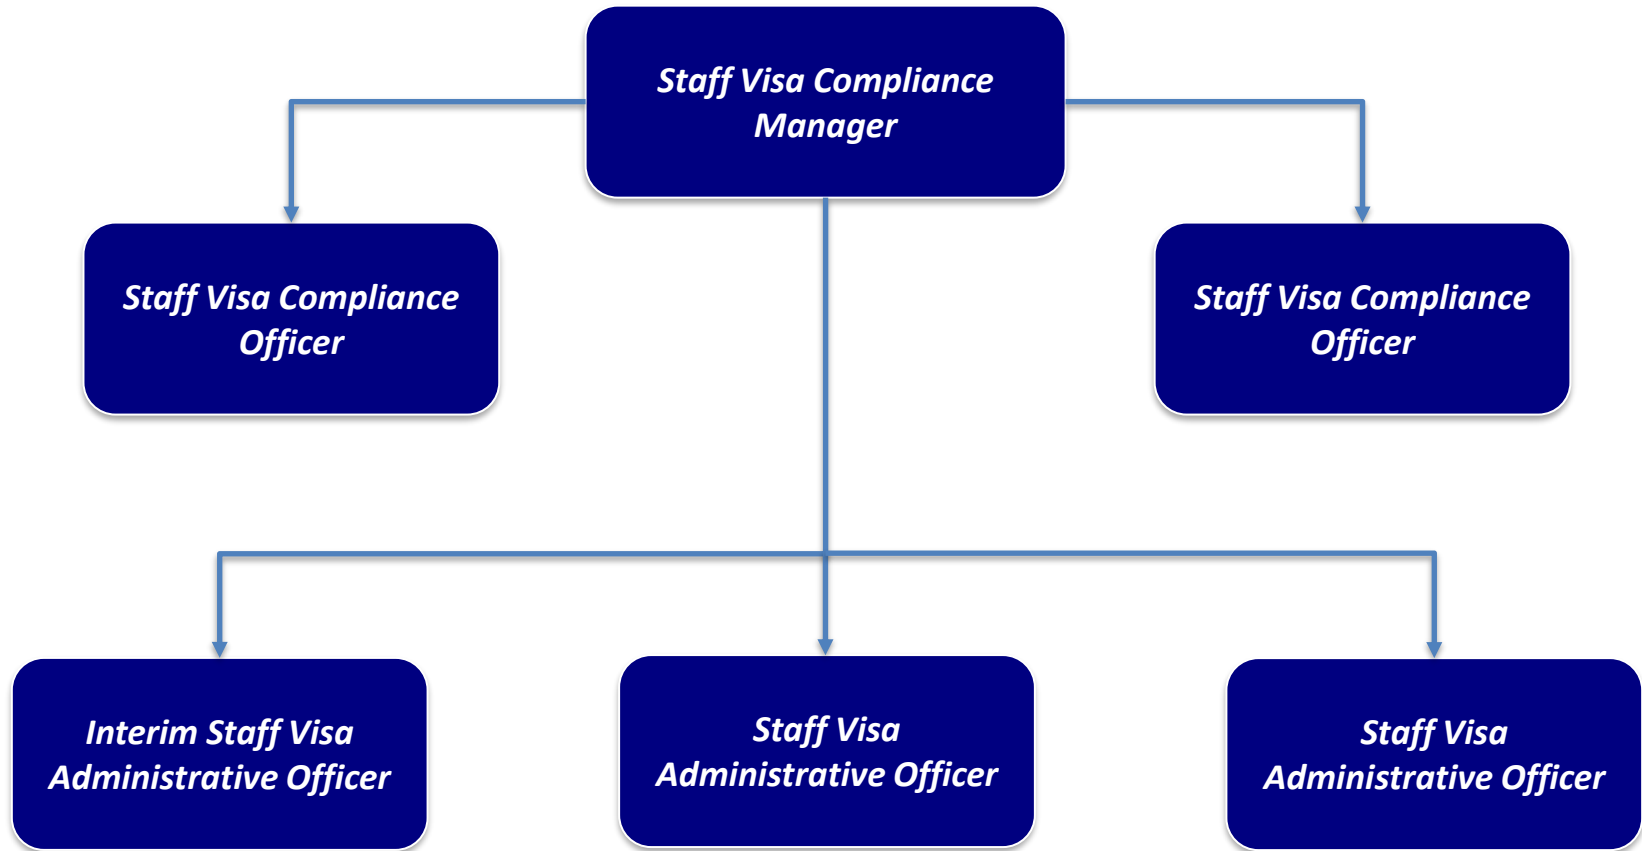 Staff Visa Compliance
Manager
Staff Visa Compliance
Officer
Staff Visa Compliance
Officer
Interim Staff Visa
Administrative Officer
Staff Visa
Administrative Officer
Staff Visa
Administrative Officer